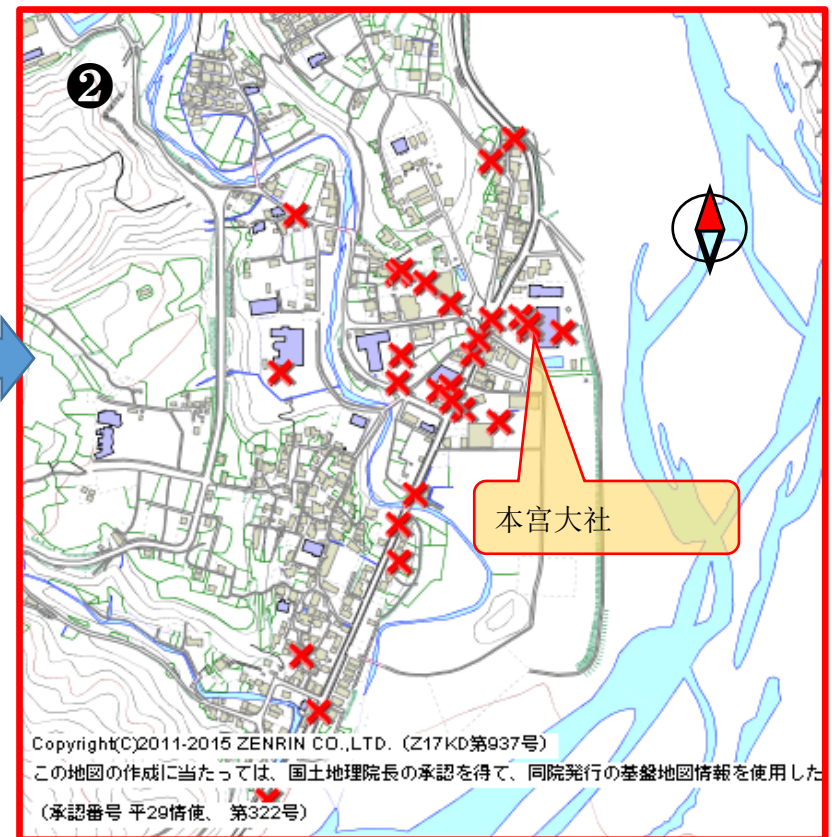 ❷
本宮大社
Copyright(C)2011-2015 ZENRIN CO.,LTD. (Z17KD第937号)
この地図の作成に当たっては、国土地理院長の承認を得て、同院発行の基盤地図情報を使用した
(承認番号 平29情使、 第322号)